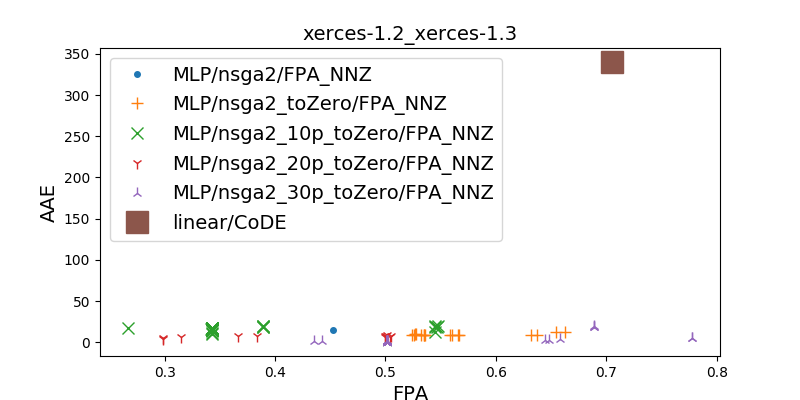 xerces-1.2_xerces-1.3
350
300
250
200
150
100
50
0
AAE
MLP/nsga2/FPA_NNZ
MLP/nsga2_toZero/FPA_NNZ
MLP/nsga2_10p_toZero/FPA_NNZ
MLP/nsga2_20p_toZero/FPA_NNZ
MLP/nsga2_30p_toZero/FPA_NNZ
linear/CoDE
0.3 0.4 0.5 0.6 0.7 0.8
FPA